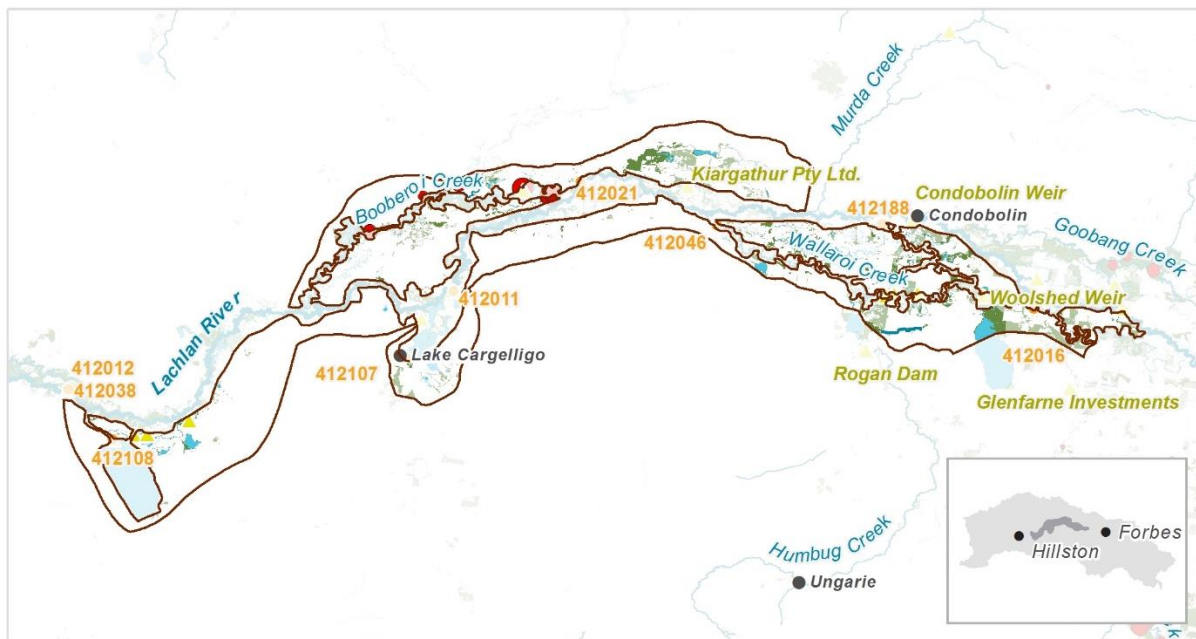 Murda Creek
Kiargathur Pty Ltd.
Booberoi Creek
412021
Condobolin Weir
412188
Condobolin
Goobang Creek
412046
Wallaroi Creek
412011
Woolshed Weir
Lachlan River
Lake Cargelligo
412107
412016
Rogan Dam
412012
412038
Glenfarne Investments
412108
Forbes
Hillston
Humbug Creek
Ungarie